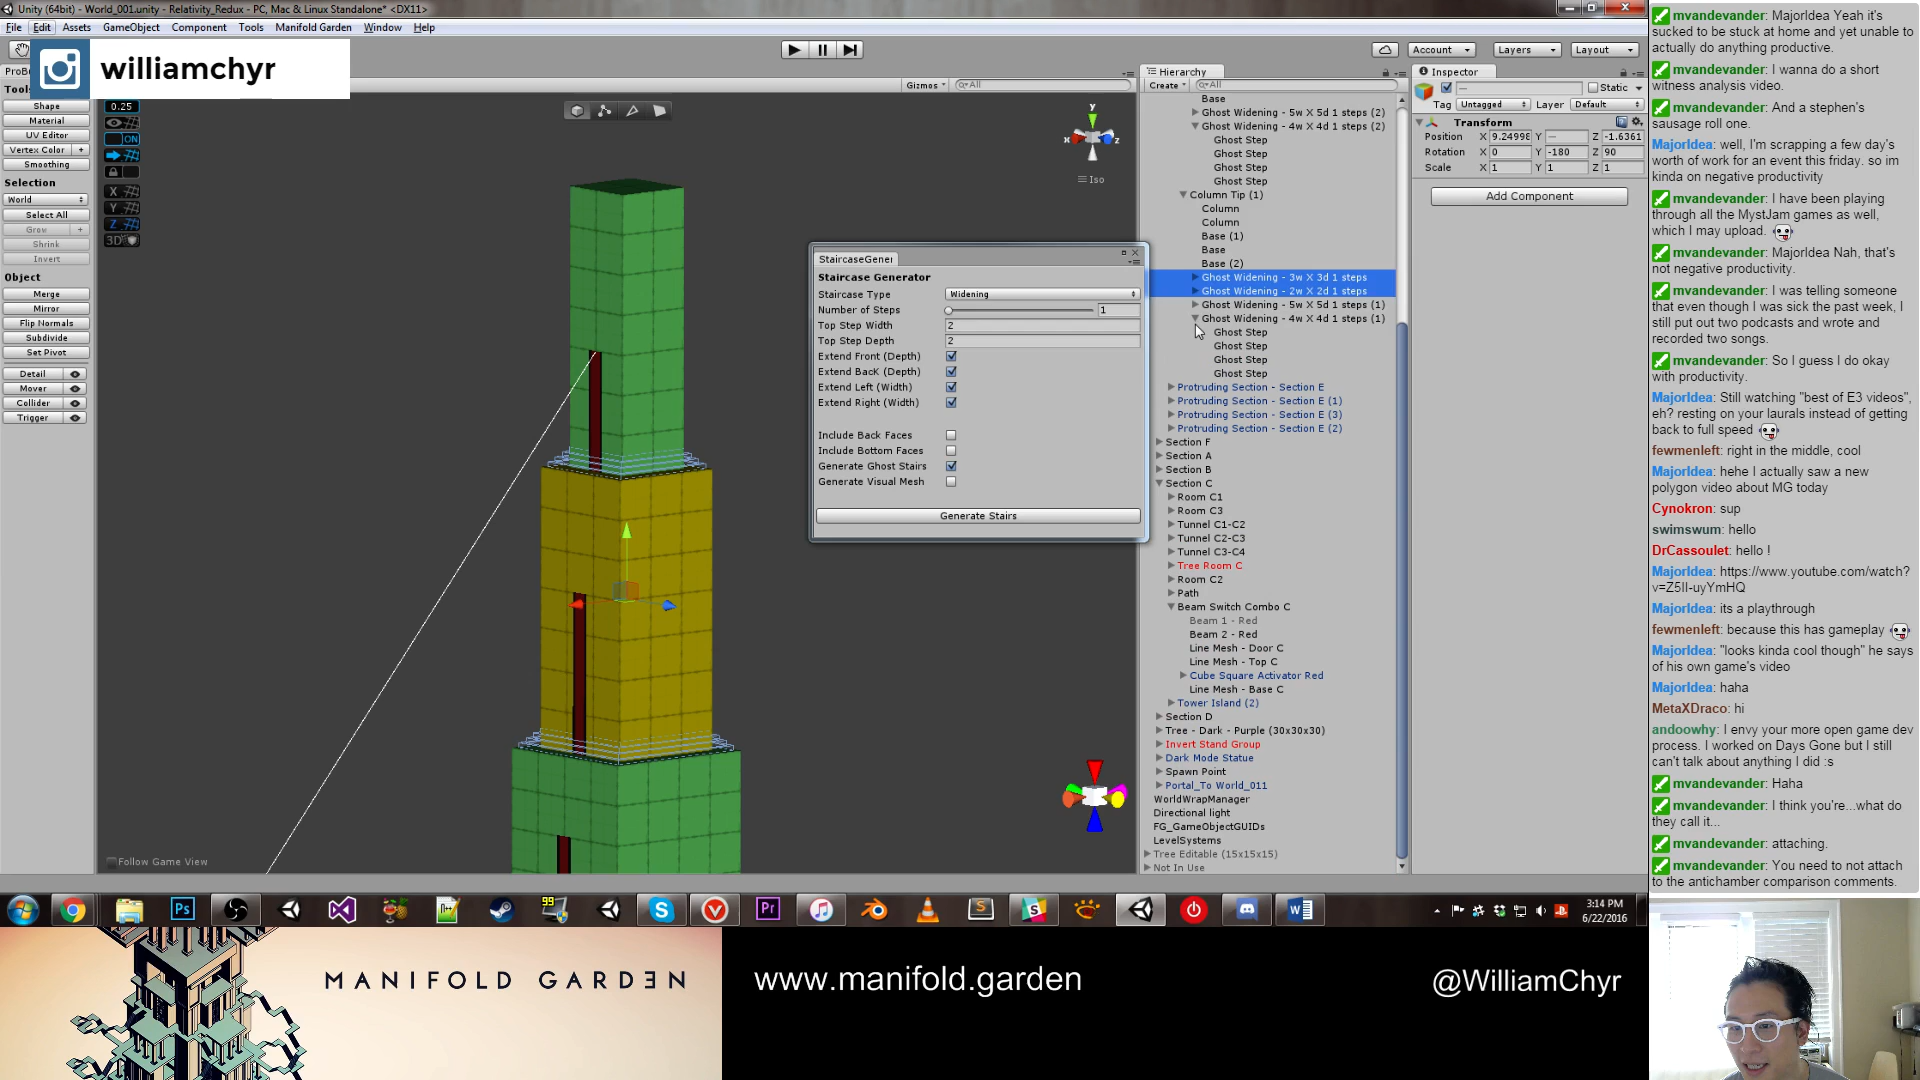 Unity (64bit) - World_001.unity - Relativity_Redux - PC, Mac & Linux Standalone* <DX11>
File Edit Assets GameObject Component Tools Manifold Garden Window Help
williamchyr
Account Layers Layout
ProBu
Tools
Shape
Material
UV Editor
Vertex Color +
Smoothing
Selection
World
Select All
Grow +
Shrink
Invert
Object
Merge
Mirror
Flip Normals
Subdivide
Set Pivot
Detail
Mover
Collider
Trigger
0.25
ON
X
Y
Z
3D
Gizmos All
y
x z
Iso
Follow Game View
StaircaseGener
Staircase Generator
Staircase Type Widening
Number of Steps 1
Top Step Width 2
Top Step Depth 2
Extend Front (Depth)
Extend BacK (Depth)
Extend Left (Width)
Extend Right (Width)
Include Back Faces
Include Bottom Faces
Generate Ghost Stairs
Generate Visual Mesh
Generate Stairs
Hierarchy
Create All
Base
Ghost Widening - 5w X 5d 1 steps (2)
Ghost Widening - 4w X 4d 1 steps (2)
Ghost Step
Ghost Step
Ghost Step
Ghost Step
Column Tip (1)
Column
Column
Base (1)
Base
Base (2)
Ghost Widening - 3w X 3d 1 steps
Ghost Widening - 2w X 2d 1 steps
Ghost Widening - 5w X 5d 1 steps (1)
Ghost Widening - 4w X 4d 1 steps (1)
Ghost Step
Ghost Step
Ghost Step
Ghost Step
Protruding Section - Section E
Protruding Section - Section E (1)
Protruding Section - Section E (3)
Protruding Section - Section E (2)
Section F
Section A
Section B
Section C
Room C1
Room C3
Tunnel C1-C2
Tunnel C2-C3
Tunnel C3-C4
Tree Room C
Room C2
Path
Beam Switch Combo C
Beam 1 - Red
Beam 2 - Red
Line Mesh - Door C
Line Mesh - Top C
Cube Square Activator Red
Line Mesh - Base C
Tower Island (2)
Section D
Tree - Dark - Purple (30x30x30)
Invert Stand Group
Dark Mode Statue
Spawn Point
Portal_To World_011
WorldWrapManager
Directional light
FG_GameObjectGUIDs
LevelSystems
Tree Editable (15x15x15)
Not In Use
Inspector
— Static
Tag Untagged Layer Default
Transform
Position X 9.24998 Y — Z -1.6361
Rotation X 0 Y -180 Z 90
Scale X 1 Y 1 Z 1
Add Component
mvandevander: MajorIdea Yeah it's
sucked to be stuck at home and yet unable
to actually do anything productive.
mvandevander: I wanna do a short
witness analysis video.
mvandevander: And a stephen's
sausage roll one.
MajorIdea: well, I'm scrapping a few day's
worth of work for an event this friday. so im
kinda on negative productivity
mvandevander: I have been playing
through all the MystJam games as well,
which I may upload.
mvandevander: MajorIdea Nah, that's
not negative productivity.
mvandevander: I was telling someone
that even though I was sick the past week, I
still put out two podcasts and wrote and
recorded two songs.
mvandevander: So I guess I do okay
with productivity.
MajorIdea: Still watching "best of E3 videos",
eh? resting on your laurals instead of getting
back to full speed
fewmenleft: right in the middle, cool
MajorIdea: hehe I actually saw a new
polygon video about MG today
Cynokron: sup
swimswum: hello
DrCassoulet: hello !
MajorIdea: https://www.youtube.com/watch?
v=Z5II-uyYmHQ
MajorIdea: its a playthrough
fewmenleft: because this has gameplay
MajorIdea: "looks kinda cool though" he says
of his own game's video
MajorIdea: haha
MetaXDraco: hi
andoowhy: I envy your more open game dev
process. I worked on Days Gone but I still
can't talk about anything I did :s
mvandevander: Haha
mvandevander: I think you're...what do
they call it...
mvandevander: attaching.
mvandevander: You need to not attach
to the antichamber comparison comments.
Ps
99
Pr
S
W
3:14 PM
6/22/2016
MANIFOLD GARDEN
www.manifold.garden
@WilliamChyr